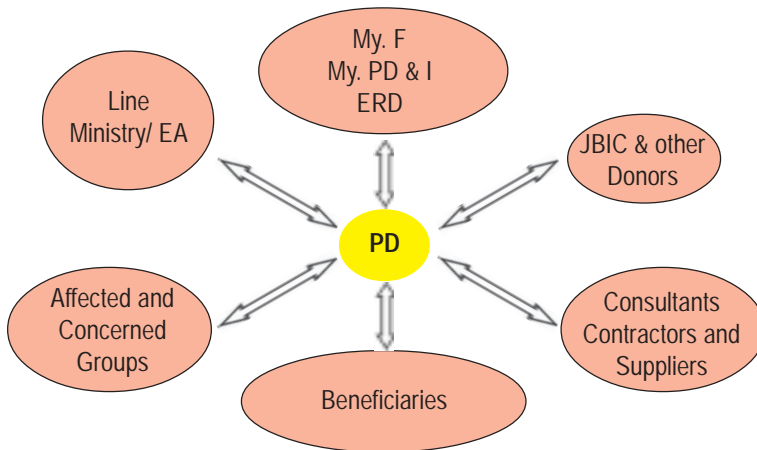 My. F
My. PD & I
ERD
Line
Ministry/ EA
JBIC & other
Donors
PD
Affected and
Concerned
Groups
Consultants
Contractors and
Suppliers
Beneficiaries